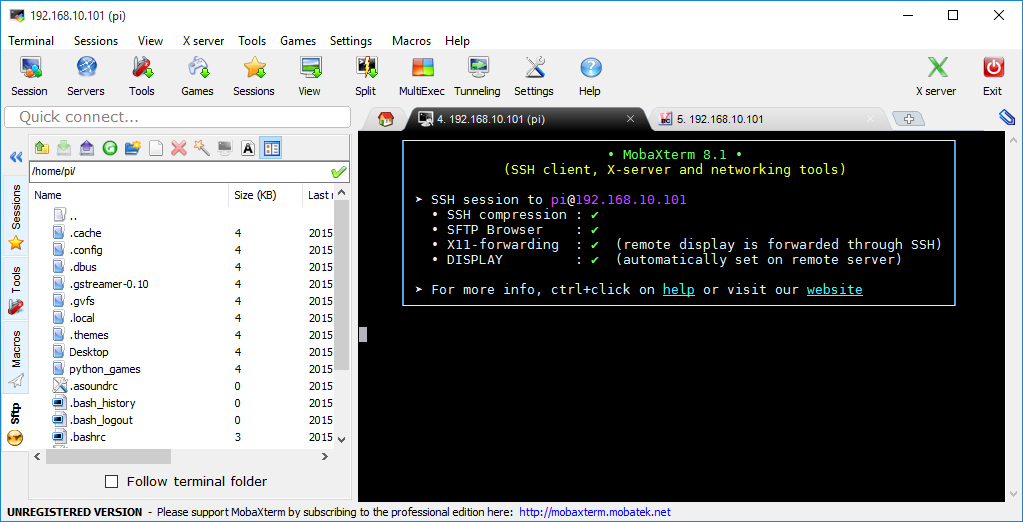 192.168.10.101 (pi)
Terminal Sessions View X server Tools Games Settings Macros Help
Session Servers Tools Games Sessions View Split MultiExec Tunneling Settings Help X server Exit
Quick connect...
4. 192.168.10.101 (pi)
5. 192.168.10.101
Sessions
Tools
Macros
Sftp
/home/pi/
Name Size (KB) Last
..
.cache 4 2015
.config 4 2015
.dbus 4 2015
.gstreamer-0.10 4 2015
.gvfs 4 2015
.local 4 2015
.themes 4 2015
Desktop 4 2015
python_games 4 2015
.asoundrc 0 2015
.bash_history 0 2015
.bash_logout 0 2015
.bashrc 3 2015
Follow terminal folder
• MobaXterm 8.1 •
(SSH client, X-server and networking tools)
➤ SSH session to pi@192.168.10.101
• SSH compression : ✔
• SFTP Browser : ✔
• X11-forwarding : ✔ (remote display is forwarded through SSH)
• DISPLAY : ✔ (automatically set on remote server)
➤ For more info, ctrl+click on help or visit our website
UNREGISTERED VERSION - Please support MobaXterm by subscribing to the professional edition here: http://mobaxterm.mobatek.net